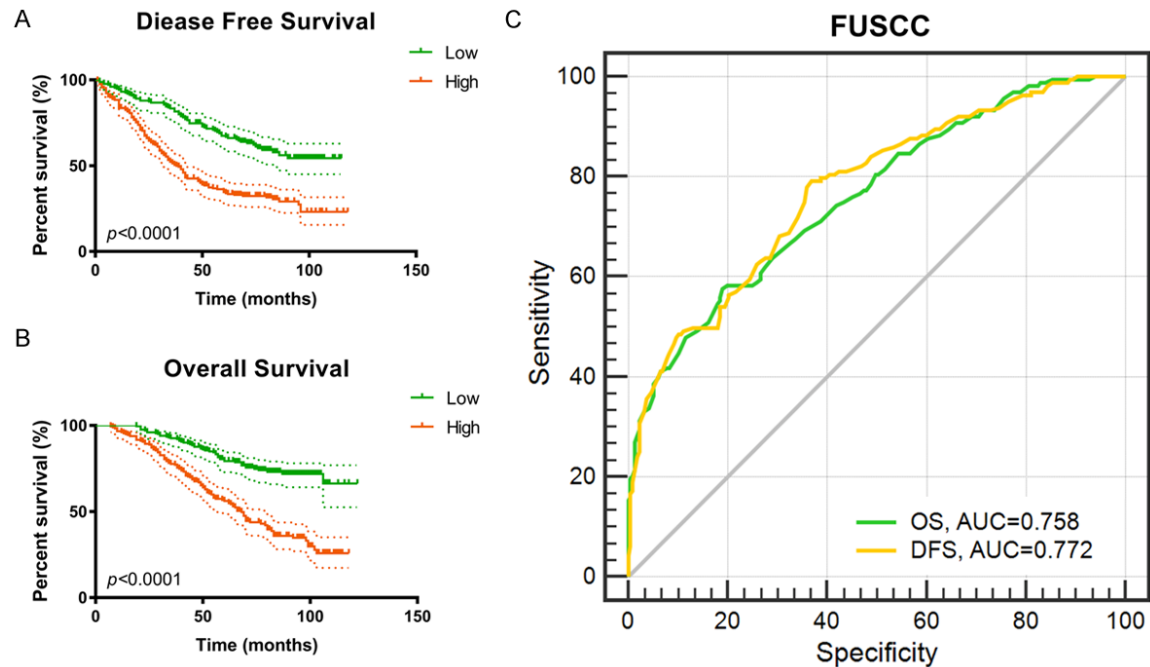 A
Diease Free Survival
Low
High
Percent survival (%)
100
50
0
p<0.0001
0
50
100
150
Time (months)
B
Overall Survival
Low
High
Percent survival (%)
100
50
0
p<0.0001
0
50
100
150
Time (months)
C
FUSCC
Sensitivity
100
80
60
40
20
0
OS, AUC=0.758
DFS, AUC=0.772
0
20
40
60
80
100
Specificity